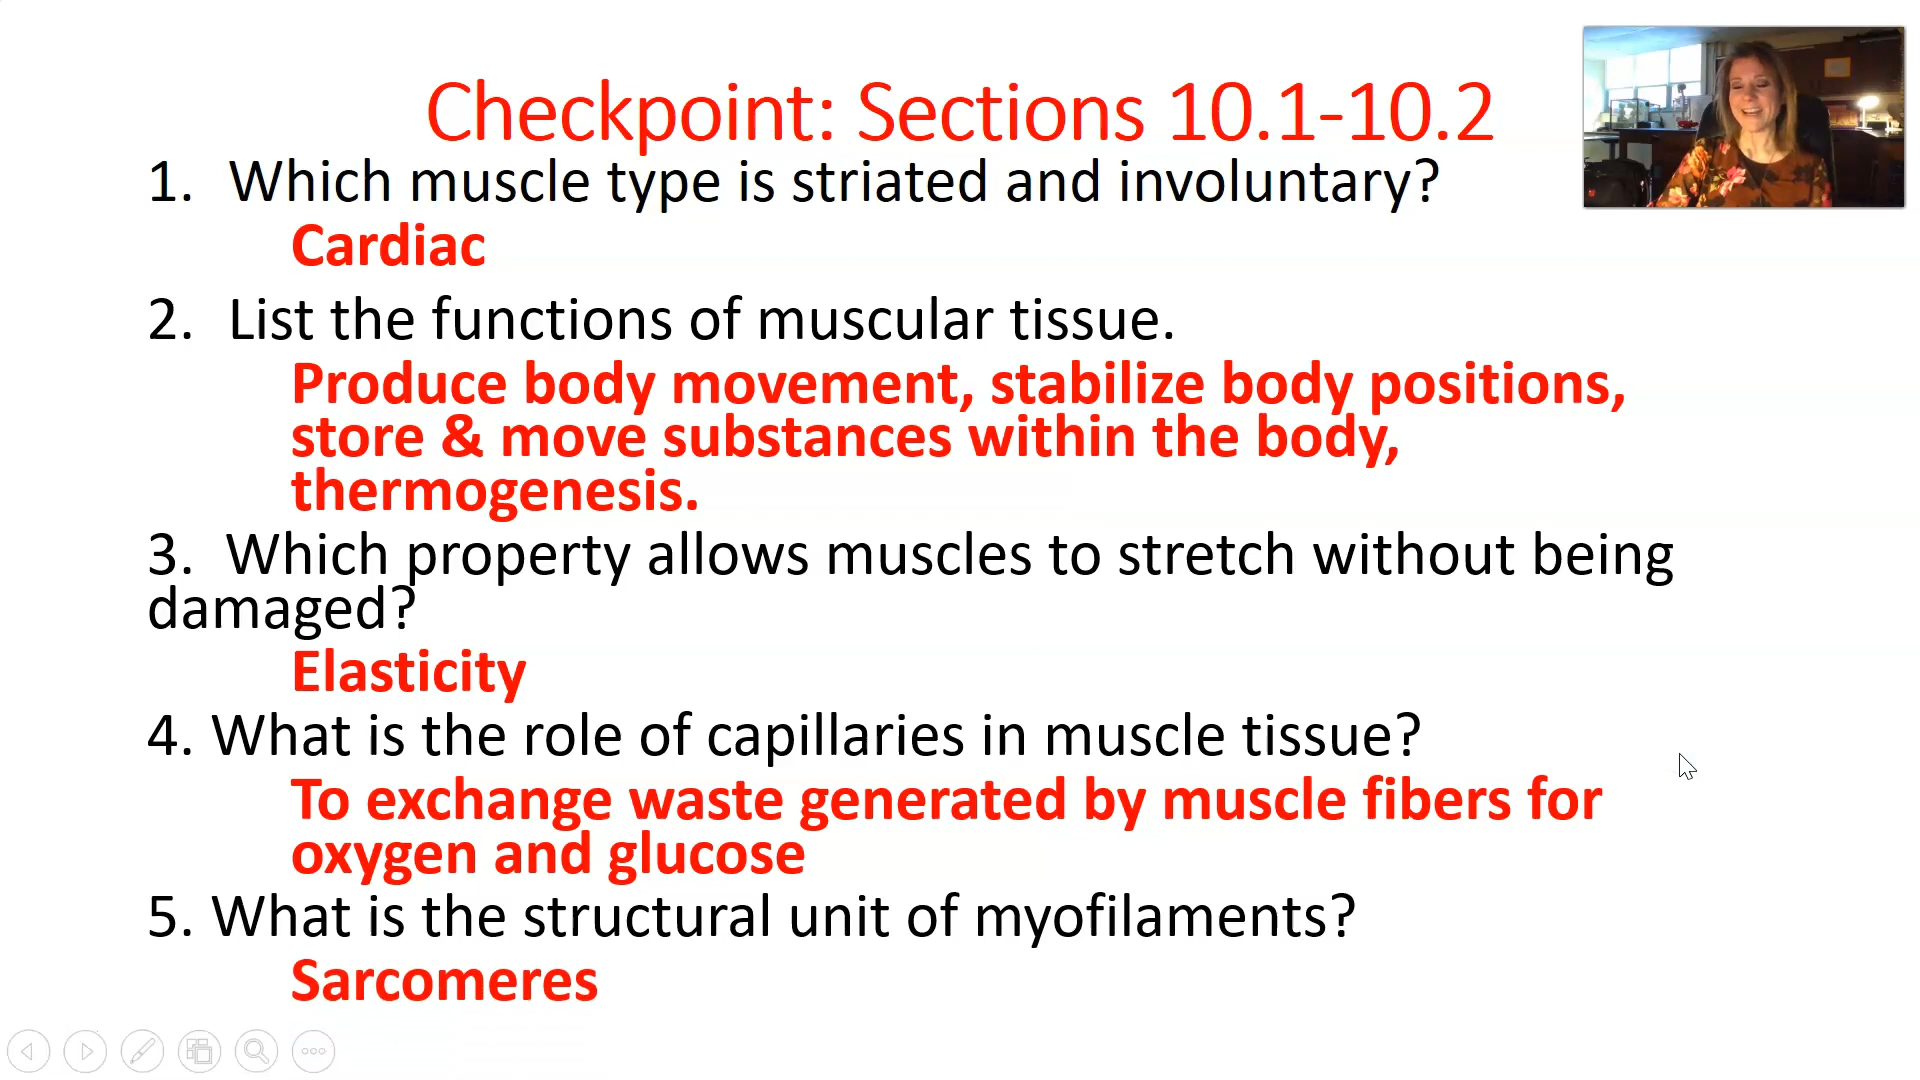 Checkpoint: Sections 10.1-10.2
1. Which muscle type is striated and involuntary?
Cardiac
2. List the functions of muscular tissue.
Produce body movement, stabilize body positions,
store & move substances within the body,
thermogenesis.
3. Which property allows muscles to stretch without being
damaged?
Elasticity
4. What is the role of capillaries in muscle tissue?
To exchange waste generated by muscle fibers for
oxygen and glucose
5. What is the structural unit of myofilaments?
Sarcomeres